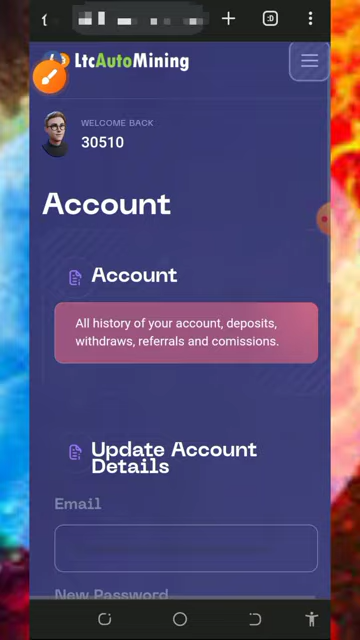 :D
LtcAutoMining
WELCOME BACK
30510
Account
Account
All history of your account, deposits,
withdraws, referrals and comissions.
Update Account
Details
Email
New Password